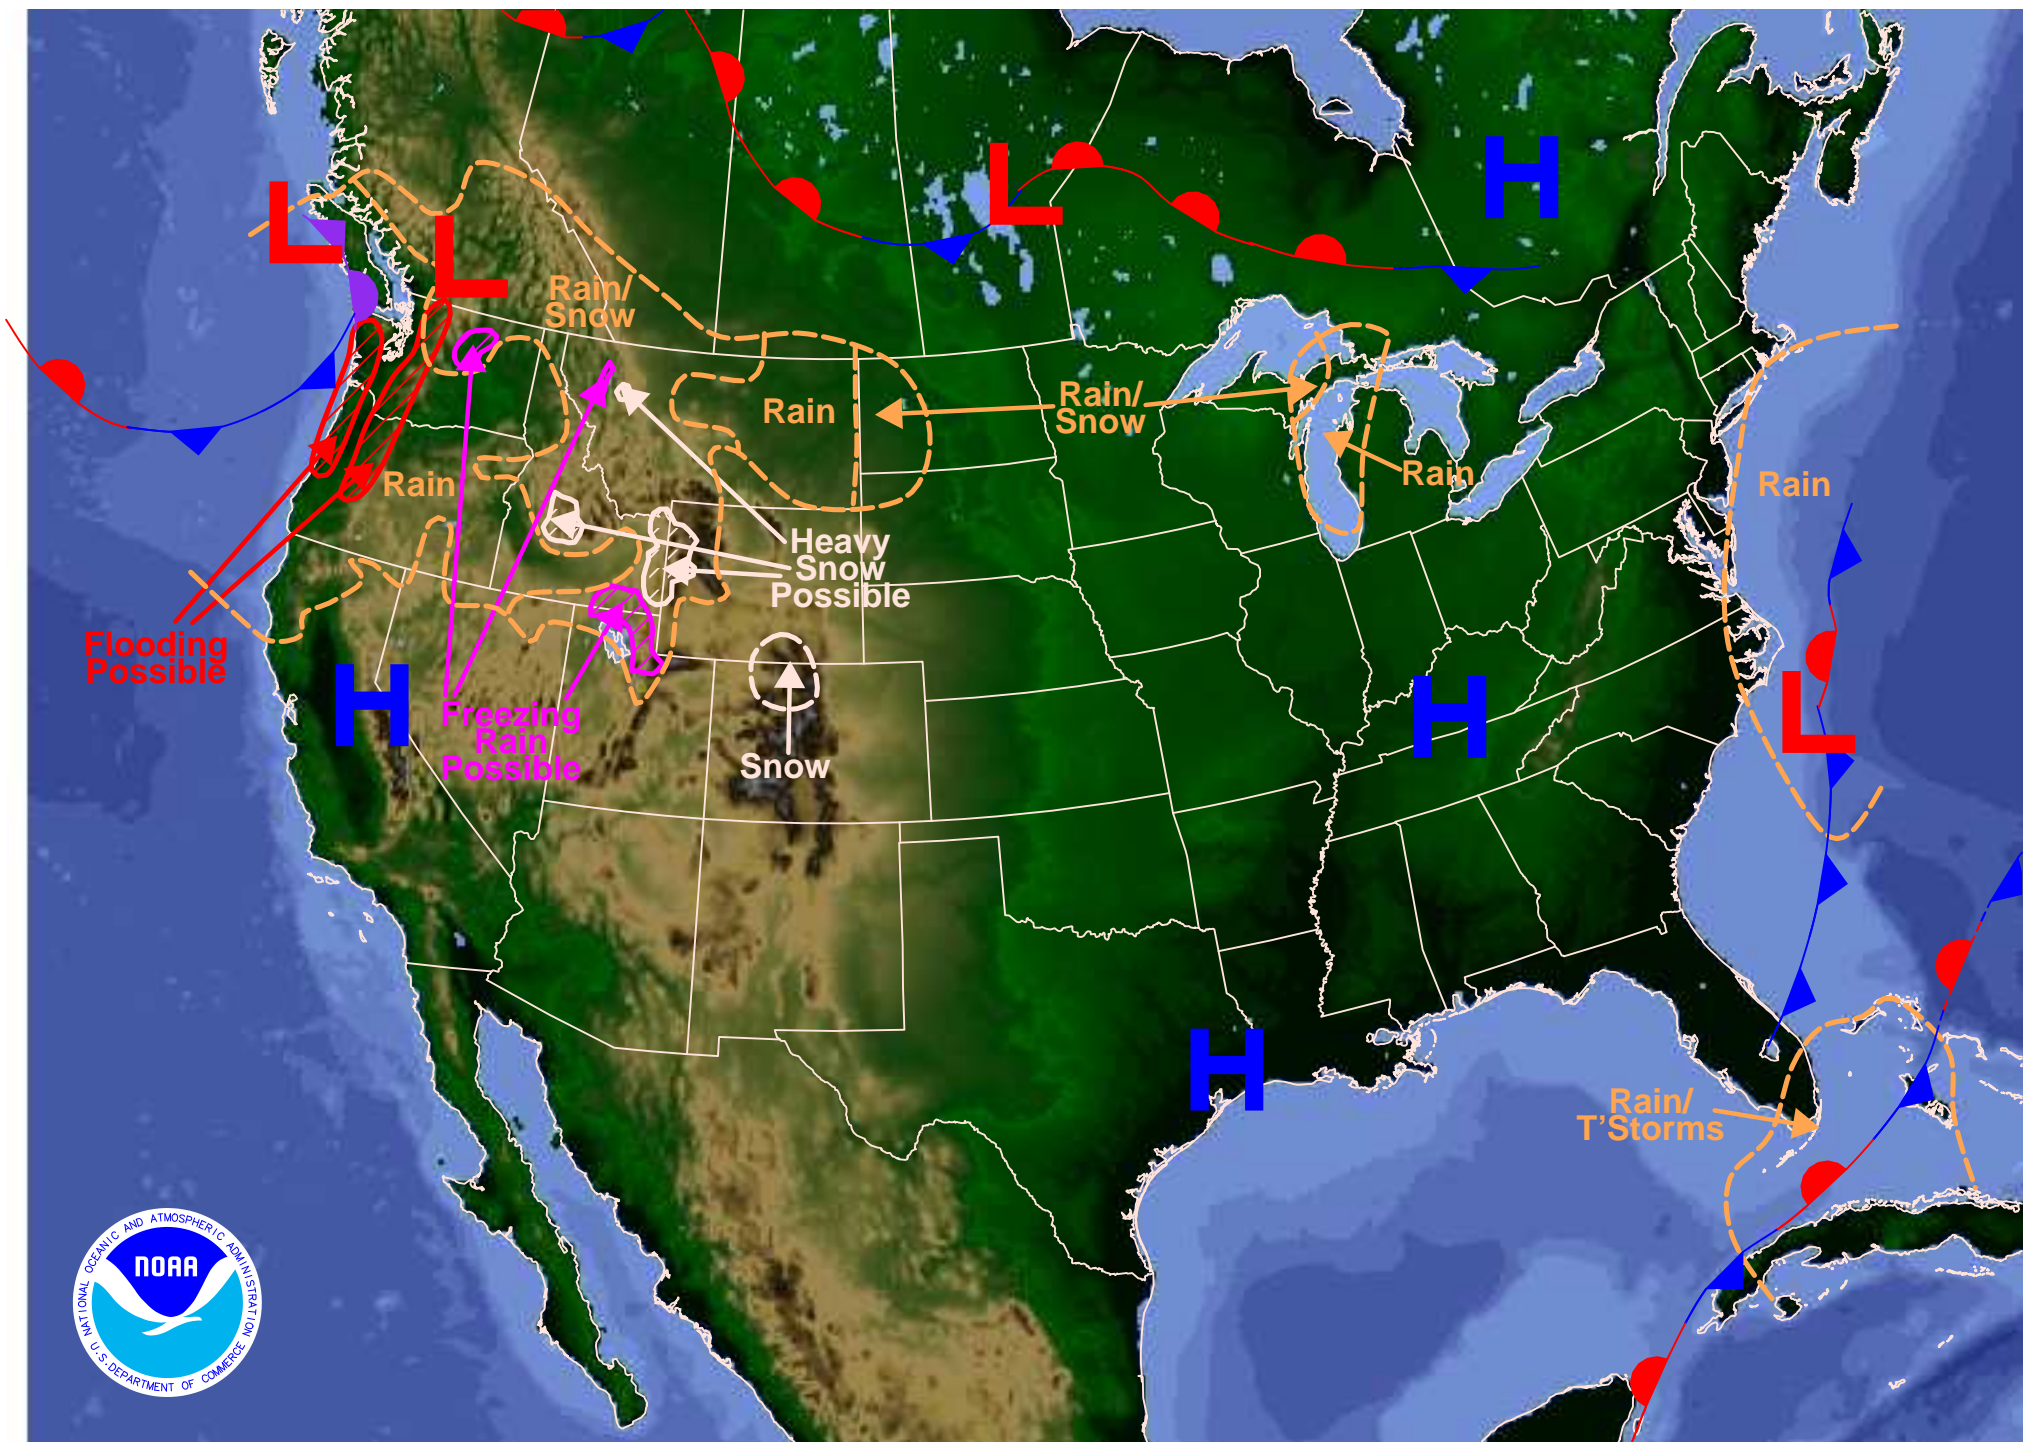 L
L
L
H
Rain/
Snow
Rain
Rain/
Snow
Rain
Rain
Rain
Heavy
Snow
Possible
Flooding
Possible
H
Freezing
Rain
Possible
Snow
H
L
H
Rain/
T'Storms
NATIONAL OCEANIC AND ATMOSPHERIC ADMINISTRATION
NOAA
U.S. DEPARTMENT OF COMMERCE